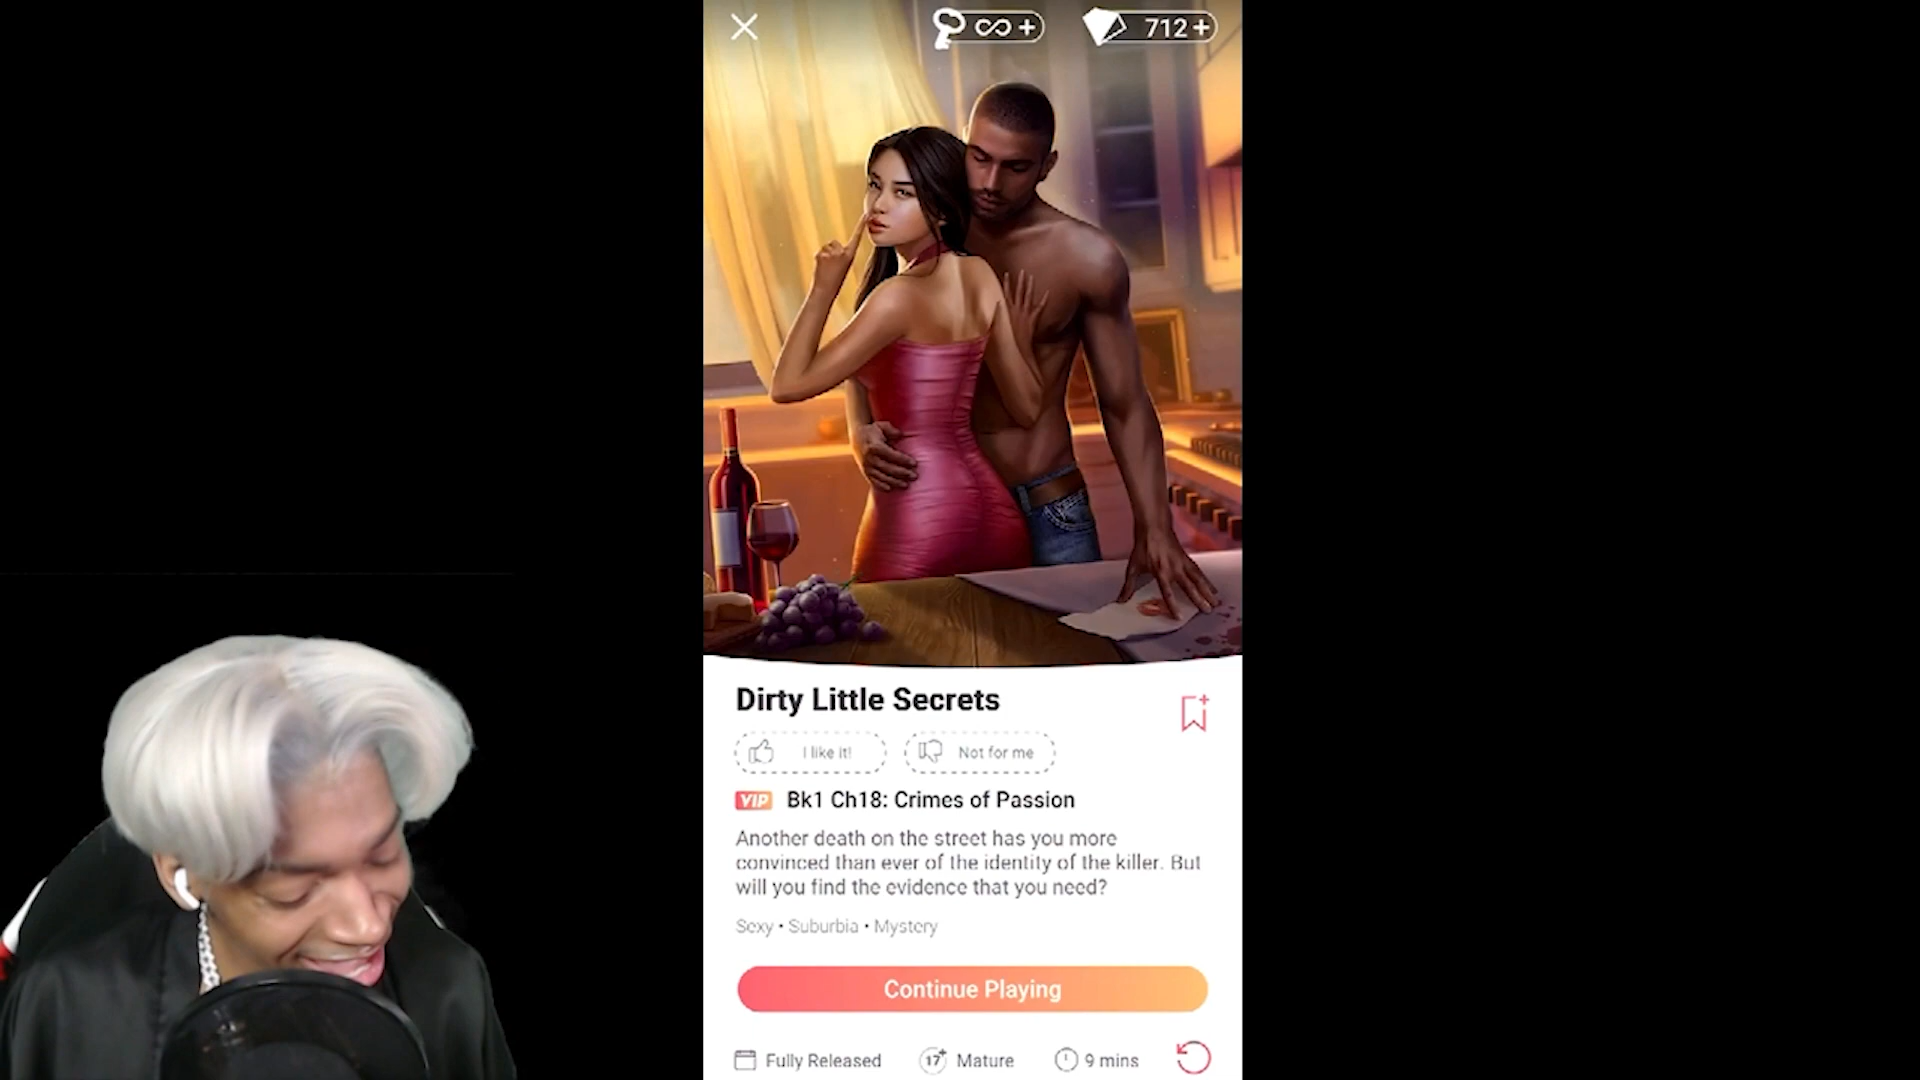 ∞ +
712 +
Dirty Little Secrets
I like it!
Not for me
VIP Bk1 Ch18: Crimes of Passion
Another death on the street has you more
convinced than ever of the identity of the killer. But
will you find the evidence that you need?
Sexy • Suburbia • Mystery
Continue Playing
Fully Released
17+ Mature
9 mins